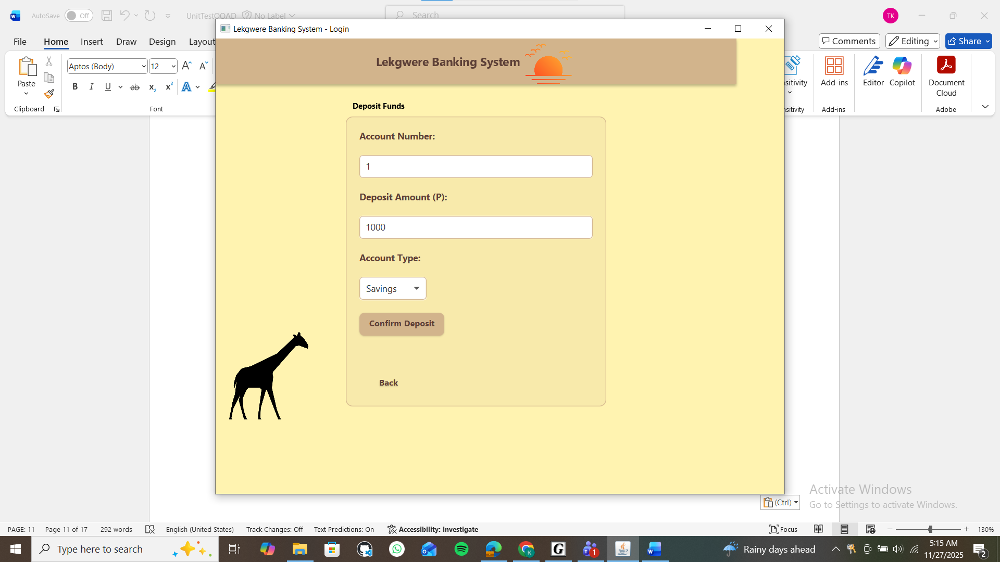 AutoSave Off UnitTestOOAD No Label Search TK
Lekgwere Banking System - Login
File Home Insert Draw Design Layout Comments Editing Share
Lekgwere Banking System
Paste Aptos (Body) 12 Add-ins Editor Copilot Document Cloud
B I U ab x2 x2 A
Clipboard Font Add-ins Adobe
Deposit Funds
Account Number:
1
Deposit Amount (P):
1000
Account Type:
Savings
Confirm Deposit
Back
Activate Windows
Go to Settings to activate Windows.
(Ctrl)
PAGE: 11 Page 11 of 17 292 words English (United States) Track Changes: Off Text Predictions: On Accessibility: Investigate Focus 130%
Type here to search Rainy days ahead 5:15 AM
11/27/2025 2